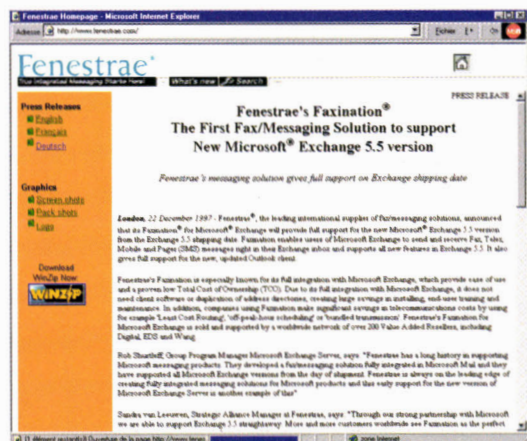 Fenestrae Homepage - Microsoft Internet Explorer
Adresse http://www.fenestrae.com/
Fichier
Fenestrae
True Integrated Messaging Starts Here!
What's new
Search
PRESS RELEASE
Press Releases
English
Français
Deutsch
Graphics
Screen shots
Pack shots
Logo
Download
WinZip Now
WINZIP
Fenestrae's Faxination®
The First Fax/Messaging Solution to support
New Microsoft® Exchange 5.5 version
Fenestrae's messaging solution gives full support on Exchange shipping date
London, 22 December 1997 - Fenestrae®, the leading international supplier of fax/messaging solutions, announced
that its Faxination® for Microsoft® Exchange will provide full support for the new Microsoft® Exchange 5.5 version
from the Exchange 5.5 shipping date. Faxination enables users of Microsoft Exchange to send and receive Fax, Telex,
Mobile and Pager (SMS) messages right in their Exchange inbox and supports all new features in Exchange 5.5. It also
gives full support for the new, updated Outlook client.
Fenestrae's Faxination is especially known for its full integration with Microsoft Exchange, which provide ease of use
and a proven low Total Cost of Ownership (TCO). Due to its full integration with Microsoft Exchange, it does not
need client software or duplication of address directories, creating large savings in installing, end-user training and
maintenance. In addition, companies using Faxination make significant savings in telecommunications costs by using
for example 'Least Cost Routing', 'off-peak-hour scheduling' or 'bundled transmission'. Fenestrae's Faxination for
Microsoft Exchange is sold and supported by a worldwide network of over 200 Value Added Resellers, including
Digital, EDS and Wang.
Rob Shurtleff, Group Program Manager Microsoft Exchange Server, says: "Fenestrae has a long history in supporting
Microsoft messaging products. They developed a fax/messaging solution fully integrated in Microsoft Mail and they
have supported all Microsoft Exchange versions from the day of shipment. Fenestrae is always on the leading edge of
creating fully integrated messaging solutions for Microsoft products and this early support for the new version of
Microsoft Exchange Server is another example of this"
Sandra van Leeuwen, Strategic Alliance Manager at Fenestrae, says: "Through our strong partnership with Microsoft
we are able to support Exchange 5.5 straightaway. More and more customers worldwide see Faxination as the perfect
Ouverture de la page http://www.fenes
zone Internet